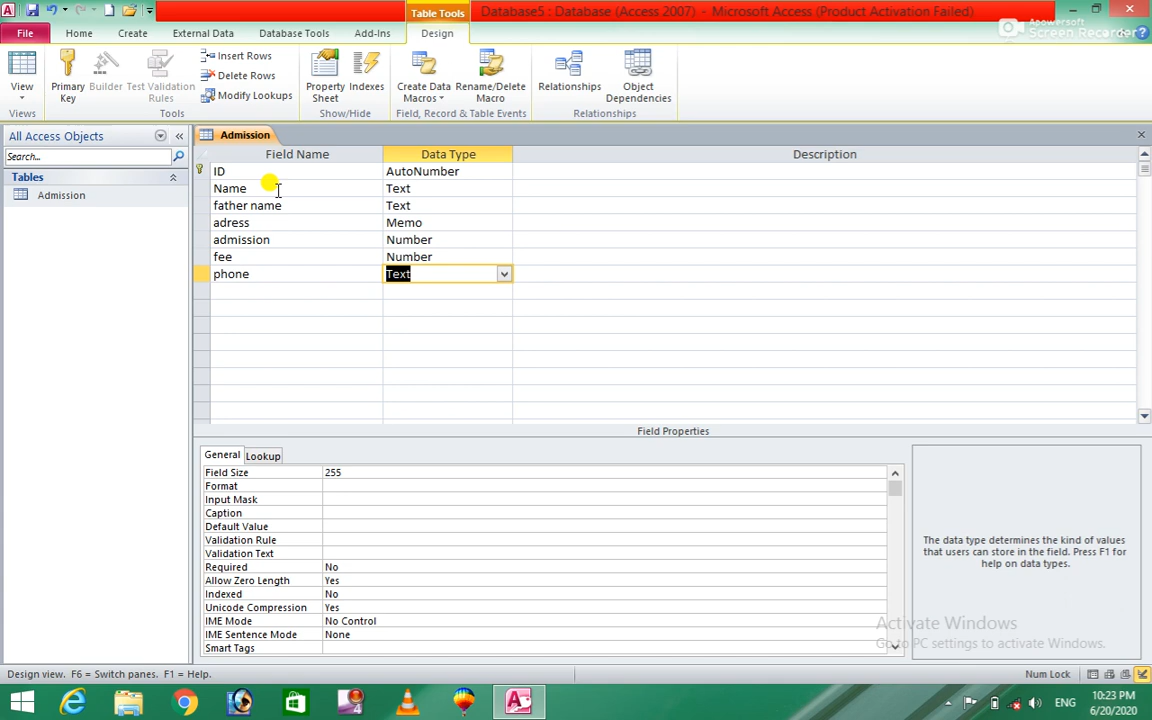 Table Tools
Database5 : Database (Access 2007) - Microsoft Access (Product Activation Failed)
File
Home
Create
External Data
Database Tools
Add-Ins
Design
Apowersoft
Screen Recorder
View
Primary
Key
Builder
Test Validation
Rules
Insert Rows
Delete Rows
Modify Lookups
Property
Sheet
Indexes
Create Data
Macros
Rename/Delete
Macro
Relationships
Object
Dependencies
Views
Tools
Show/Hide
Field, Record & Table Events
Relationships
All Access Objects
Search...
Tables
Admission
Admission
Field Name Data Type Description
ID AutoNumber
Name Text
father name Text
adress Memo
admission Number
fee Number
phone Text
Field Properties
General Lookup
Field Size 255
Format
Input Mask
Caption
Default Value
Validation Rule
Validation Text
Required No
Allow Zero Length Yes
Indexed No
Unicode Compression Yes
IME Mode No Control
IME Sentence Mode None
Smart Tags
The data type determines the kind of values
that users can store in the field. Press F1 for
help on data types.
Activate Windows
Go to PC settings to activate Windows.
Design view. F6 = Switch panes. F1 = Help.
Num Lock
ENG
10:23 PM
6/20/2020